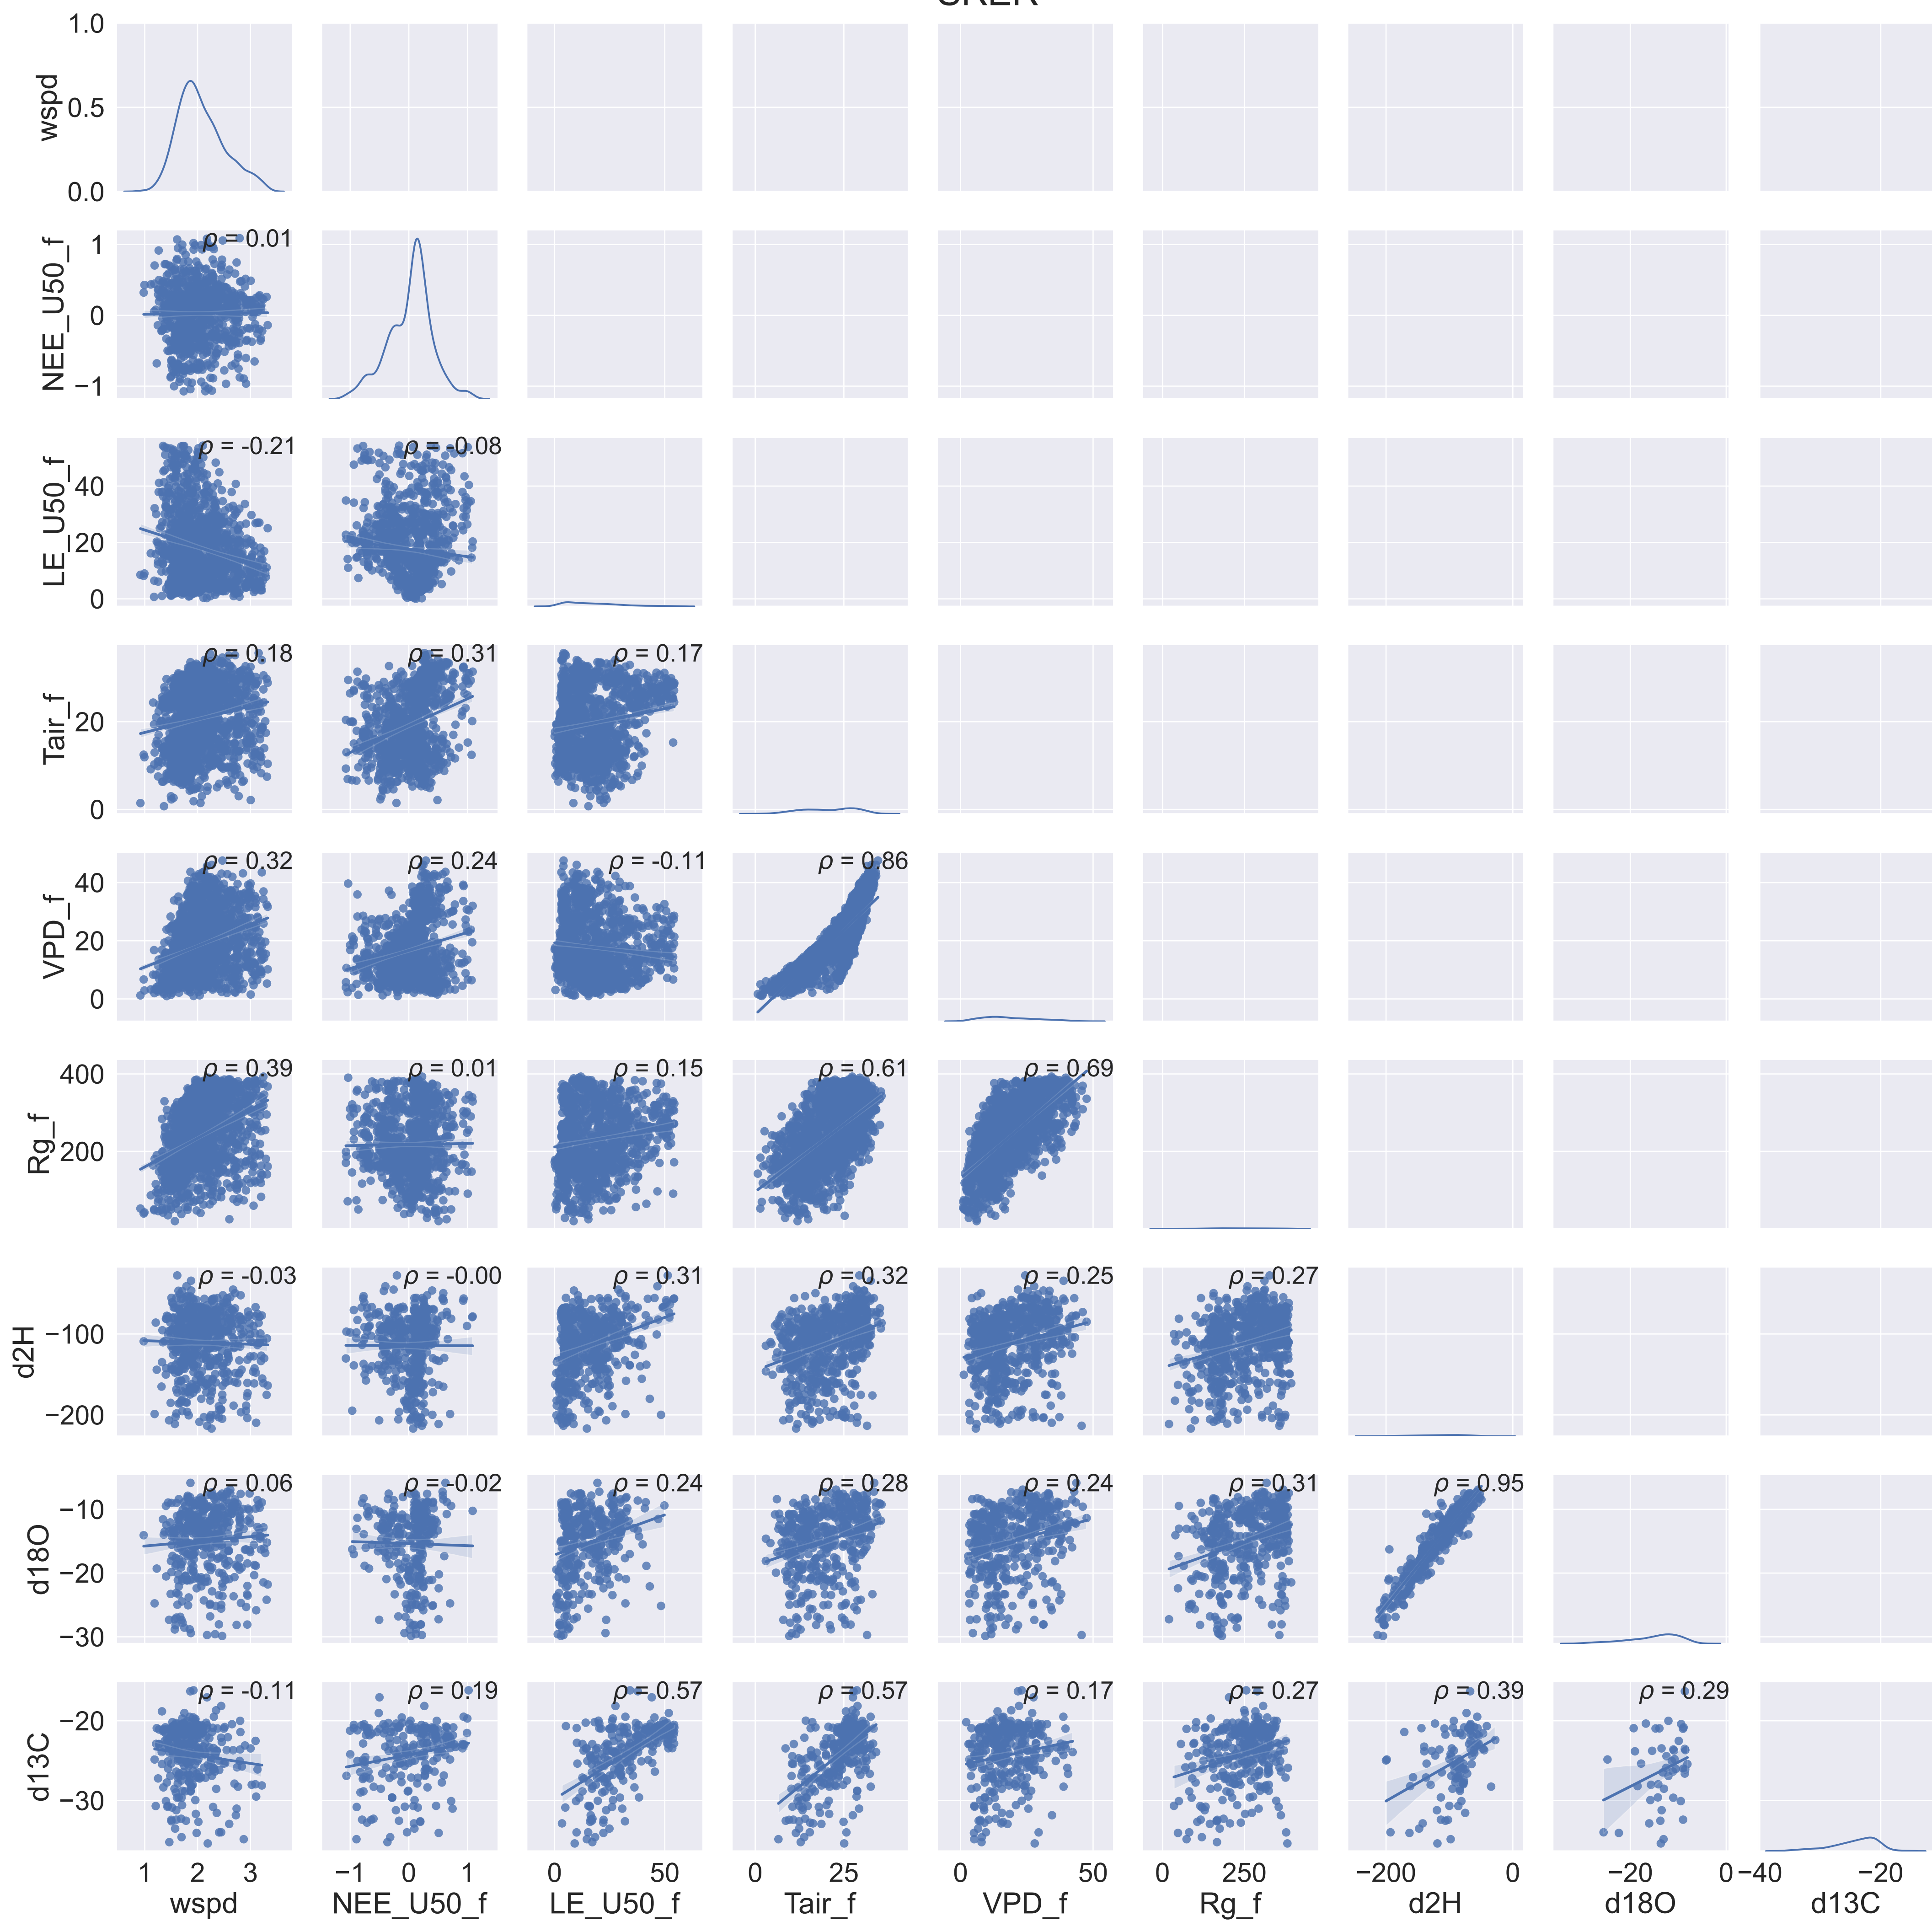 1.0
0.5
0.0
wspd
ρ = 0.01
1
0
−1
NEE_U50_f
ρ = -0.21
ρ = -0.08
40
20
0
LE_U50_f
ρ = 0.18
ρ = 0.31
ρ = 0.17
20
0
Tair_f
ρ = 0.32
ρ = 0.24
ρ = -0.11
ρ = 0.86
40
20
0
VPD_f
ρ = 0.39
ρ = 0.01
ρ = 0.15
ρ = 0.61
ρ = 0.69
400
200
Rg_f
ρ = -0.03
ρ = -0.00
ρ = 0.31
ρ = 0.32
ρ = 0.25
ρ = 0.27
−100
−200
d2H
ρ = 0.06
ρ = -0.02
ρ = 0.24
ρ = 0.28
ρ = 0.24
ρ = 0.31
ρ = 0.95
−10
−20
−30
d18O
ρ = -0.11
ρ = 0.19
ρ = 0.57
ρ = 0.57
ρ = 0.17
ρ = 0.27
ρ = 0.39
ρ = 0.29
−20
−30
d13C
1 2 3 −1 0 1 0 50 0 25 0 50 0 250 −200 0 −20 0 −40 −20
wspd NEE_U50_f LE_U50_f Tair_f VPD_f Rg_f d2H d18O d13C